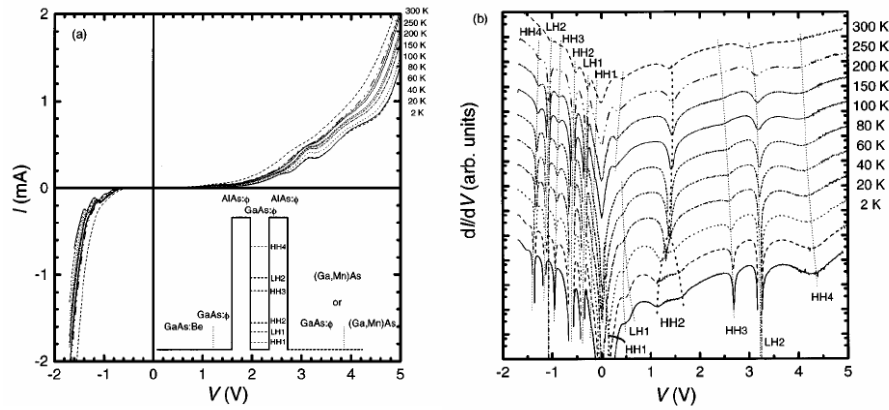 (a)
300 K
250 K
200 K
150 K
100 K
80 K
60 K
40 K
20 K
2 K
2
1
0
-1
-2
I (mA)
AlAs:ϕ AlAs:ϕ
GaAs:ϕ
HH4
LH2
HH3
HH2
LH1
HH1
(Ga,Mn)As
or
GaAs:ϕ
GaAs:Be
GaAs:ϕ
(Ga,Mn)As
-2 -1 0 1 2 3 4 5
V (V)
(b)
HH4
LH2
HH3
HH2
LH1
HH1
300 K
250 K
200 K
150 K
100 K
80 K
60 K
40 K
20 K
2 K
dI/dV (arb. units)
HH1
LH1
HH2
HH3
LH2
HH4
-2 -1 0 1 2 3 4 5
V (V)